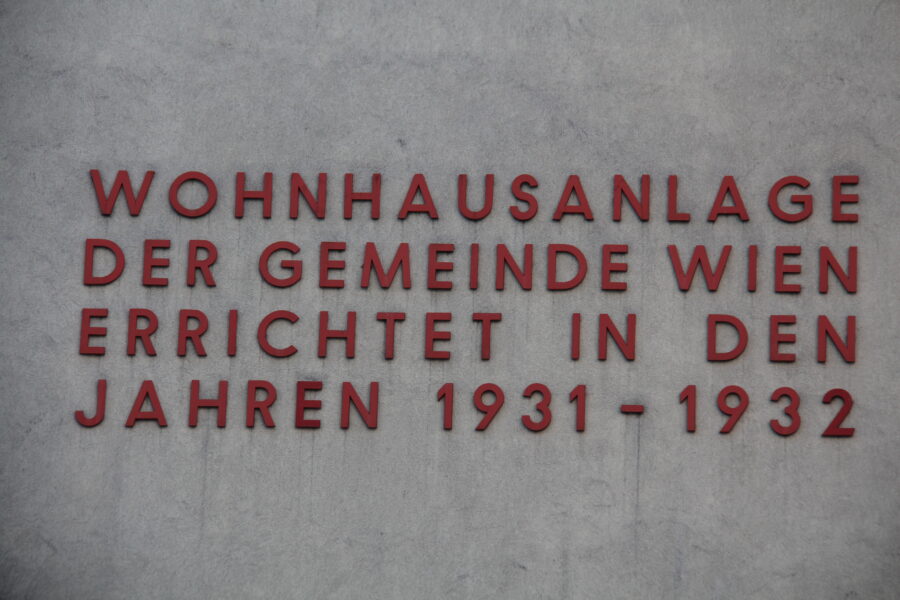 WOHNHAUSANLAGE
DER GEMEINDE WIEN
ERRICHTET IN DEN
JAHREN 1931 - 1932